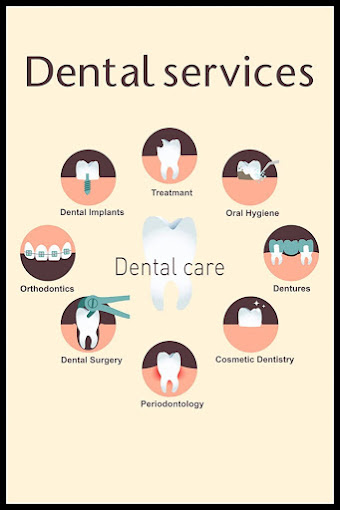 Dental services
Treatmant
Dental Implants
Oral Hygiene
Orthodontics
Dental care
Dentures
Dental Surgery
Cosmetic Dentistry
Periodontology